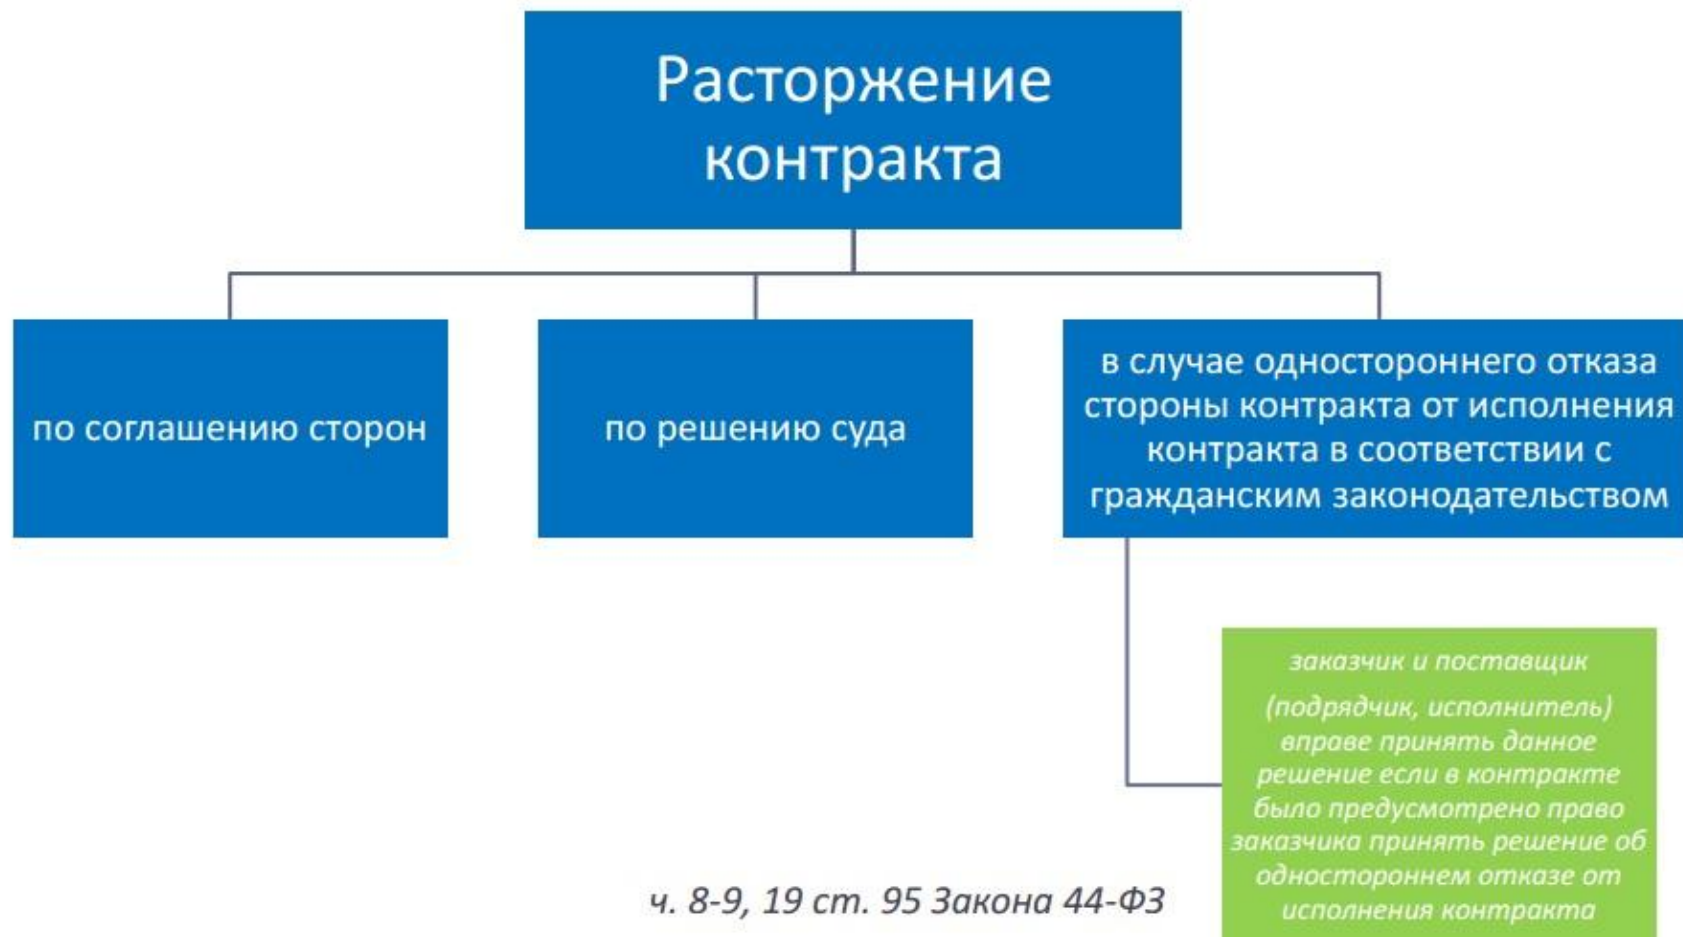 Расторжение
контракта
по соглашению сторон
по решению суда
в случае одностороннего отказа
стороны контракта от исполнения
контракта в соответствии с
гражданским законодательством
заказчик и поставщик
(подрядчик, исполнитель)
вправе принять данное
решение если в контракте
было предусмотрено право
заказчика принять решение об
одностороннем отказе от
исполнения контракта
ч. 8-9, 19 ст. 95 Закона 44-ФЗ